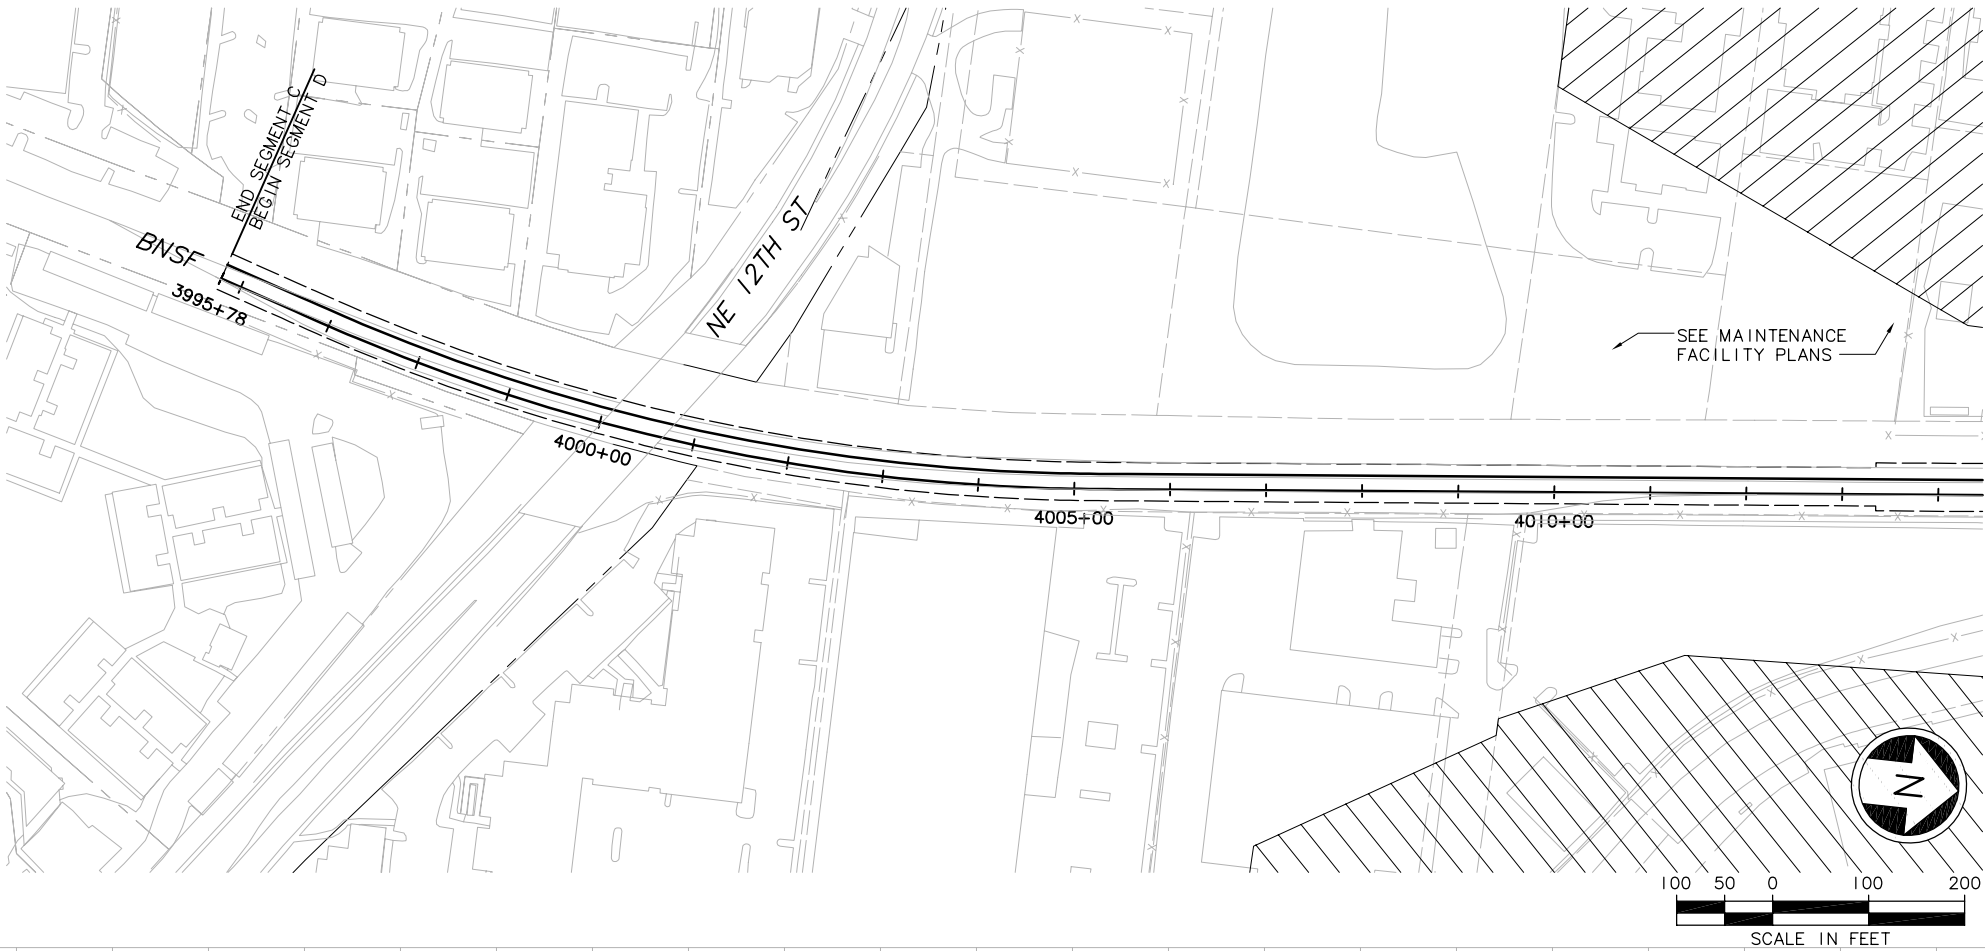 END SEGMENT C
BEGIN SEGMENT D
BNSF
3995+78
NE 12TH ST
4000+00
4005+00
4010+00
SEE MAINTENANCE
FACILITY PLANS
N
100 50 0 100 200
SCALE IN FEET